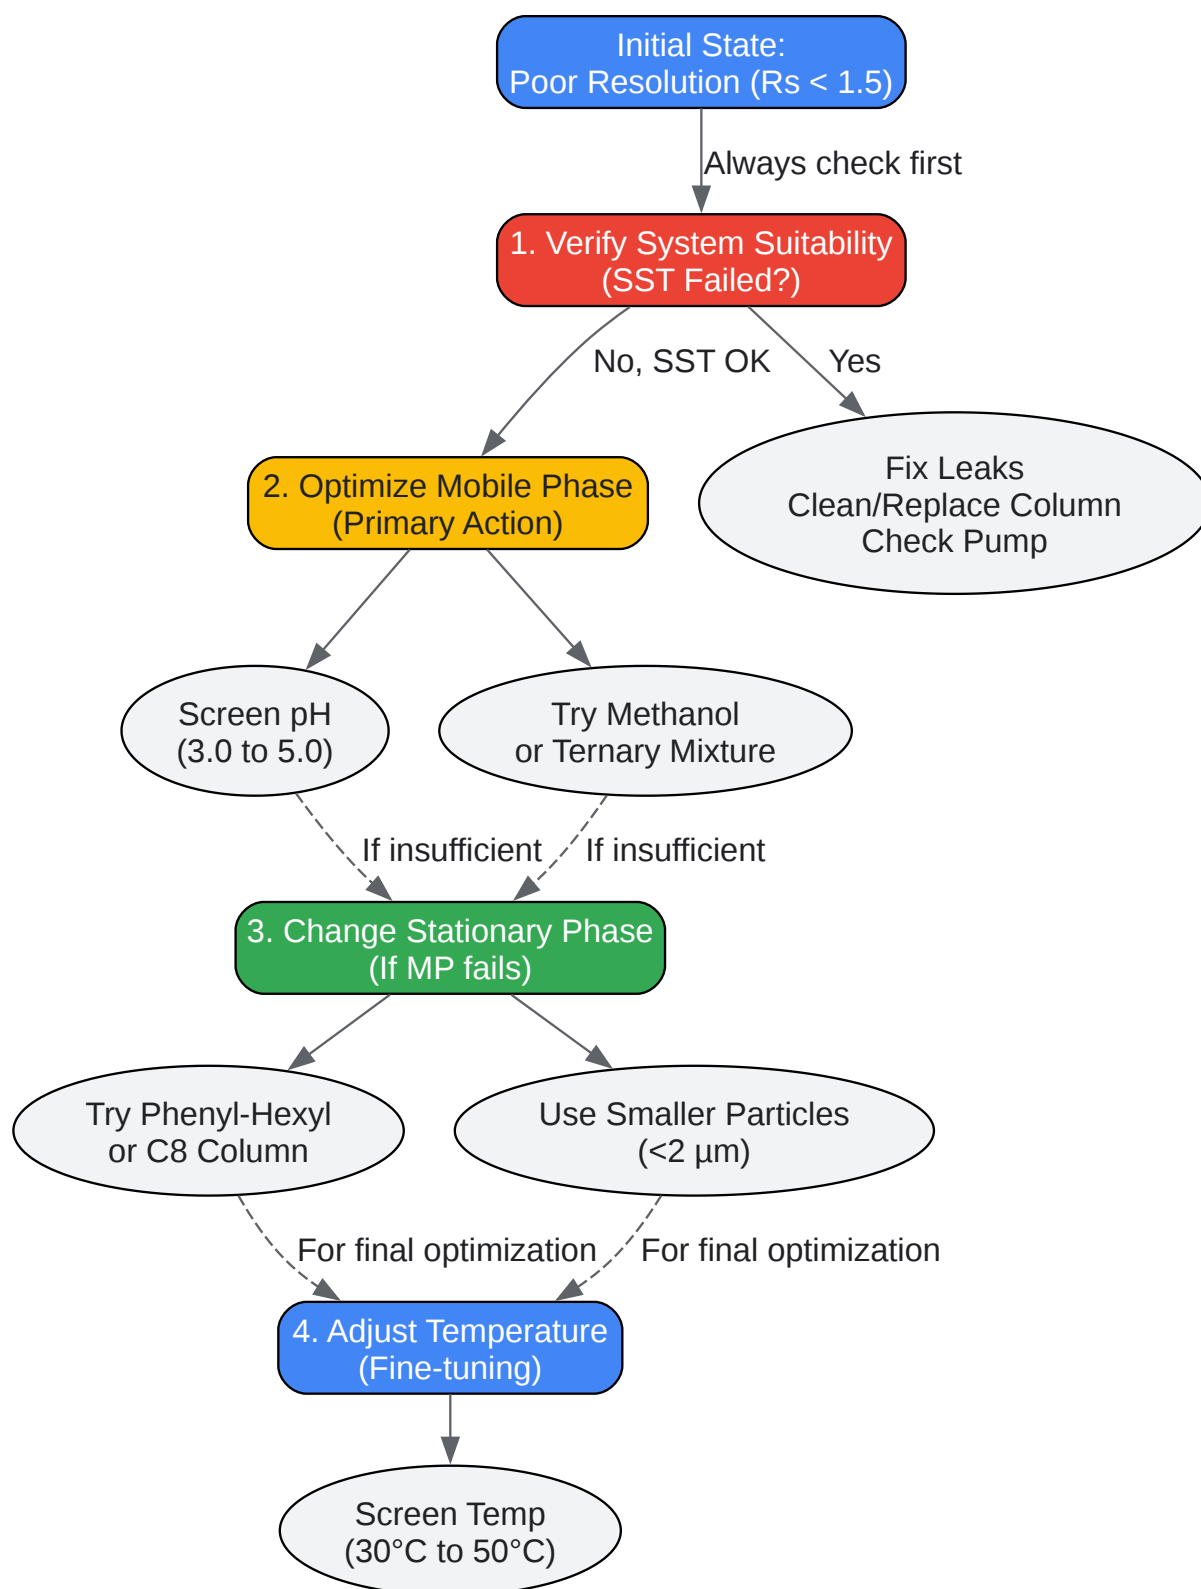 Initial State:
Poor Resolution (Rs < 1.5)
Always check first
1. Verify System Suitability
(SST Failed?)
No, SST OK
Yes
Fix Leaks
Clean/Replace Column
Check Pump
2. Optimize Mobile Phase
(Primary Action)
Screen pH
(3.0 to 5.0)
Try Methanol
or Ternary Mixture
If insufficient
If insufficient
3. Change Stationary Phase
(If MP fails)
Try Phenyl-Hexyl
or C8 Column
Use Smaller Particles
(<2 µm)
For final optimization
For final optimization
4. Adjust Temperature
(Fine-tuning)
Screen Temp
(30°C to 50°C)